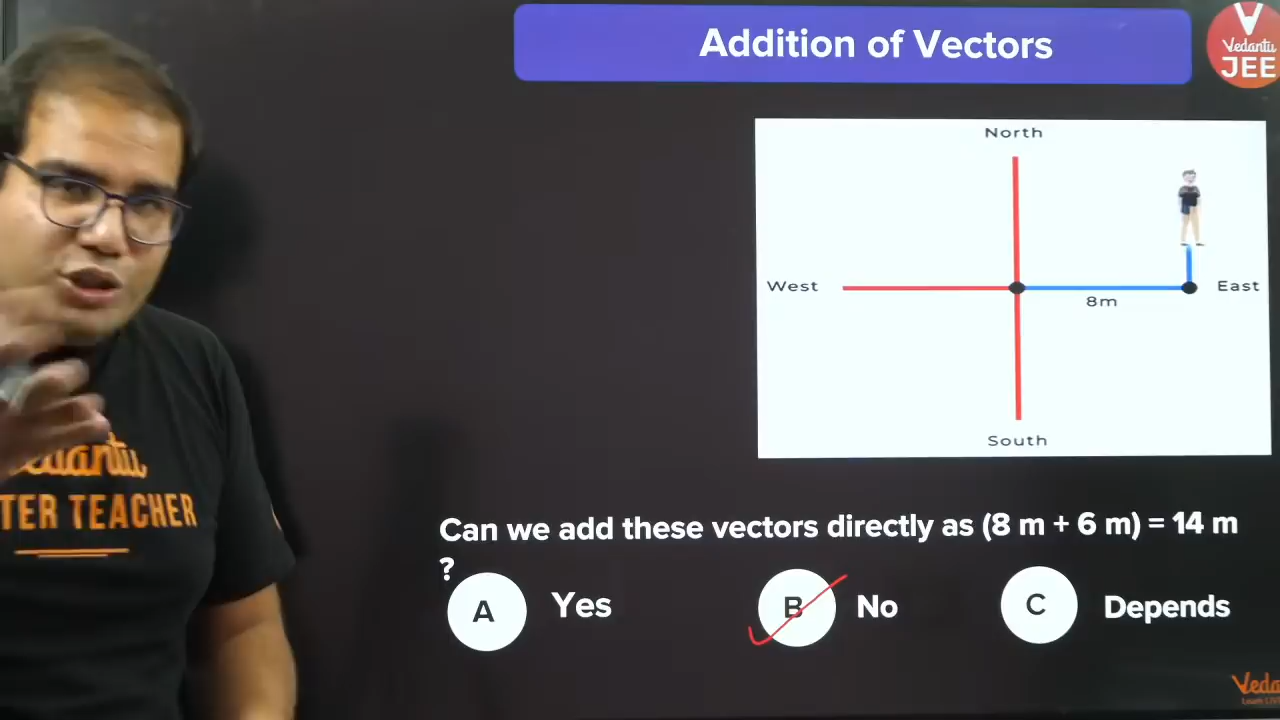 Addition of Vectors
Vedantu
JEE
North
West
East
8m
South
TER TEACHER
Can we add these vectors directly as (8 m + 6 m) = 14 m
?
A Yes
B No
C Depends